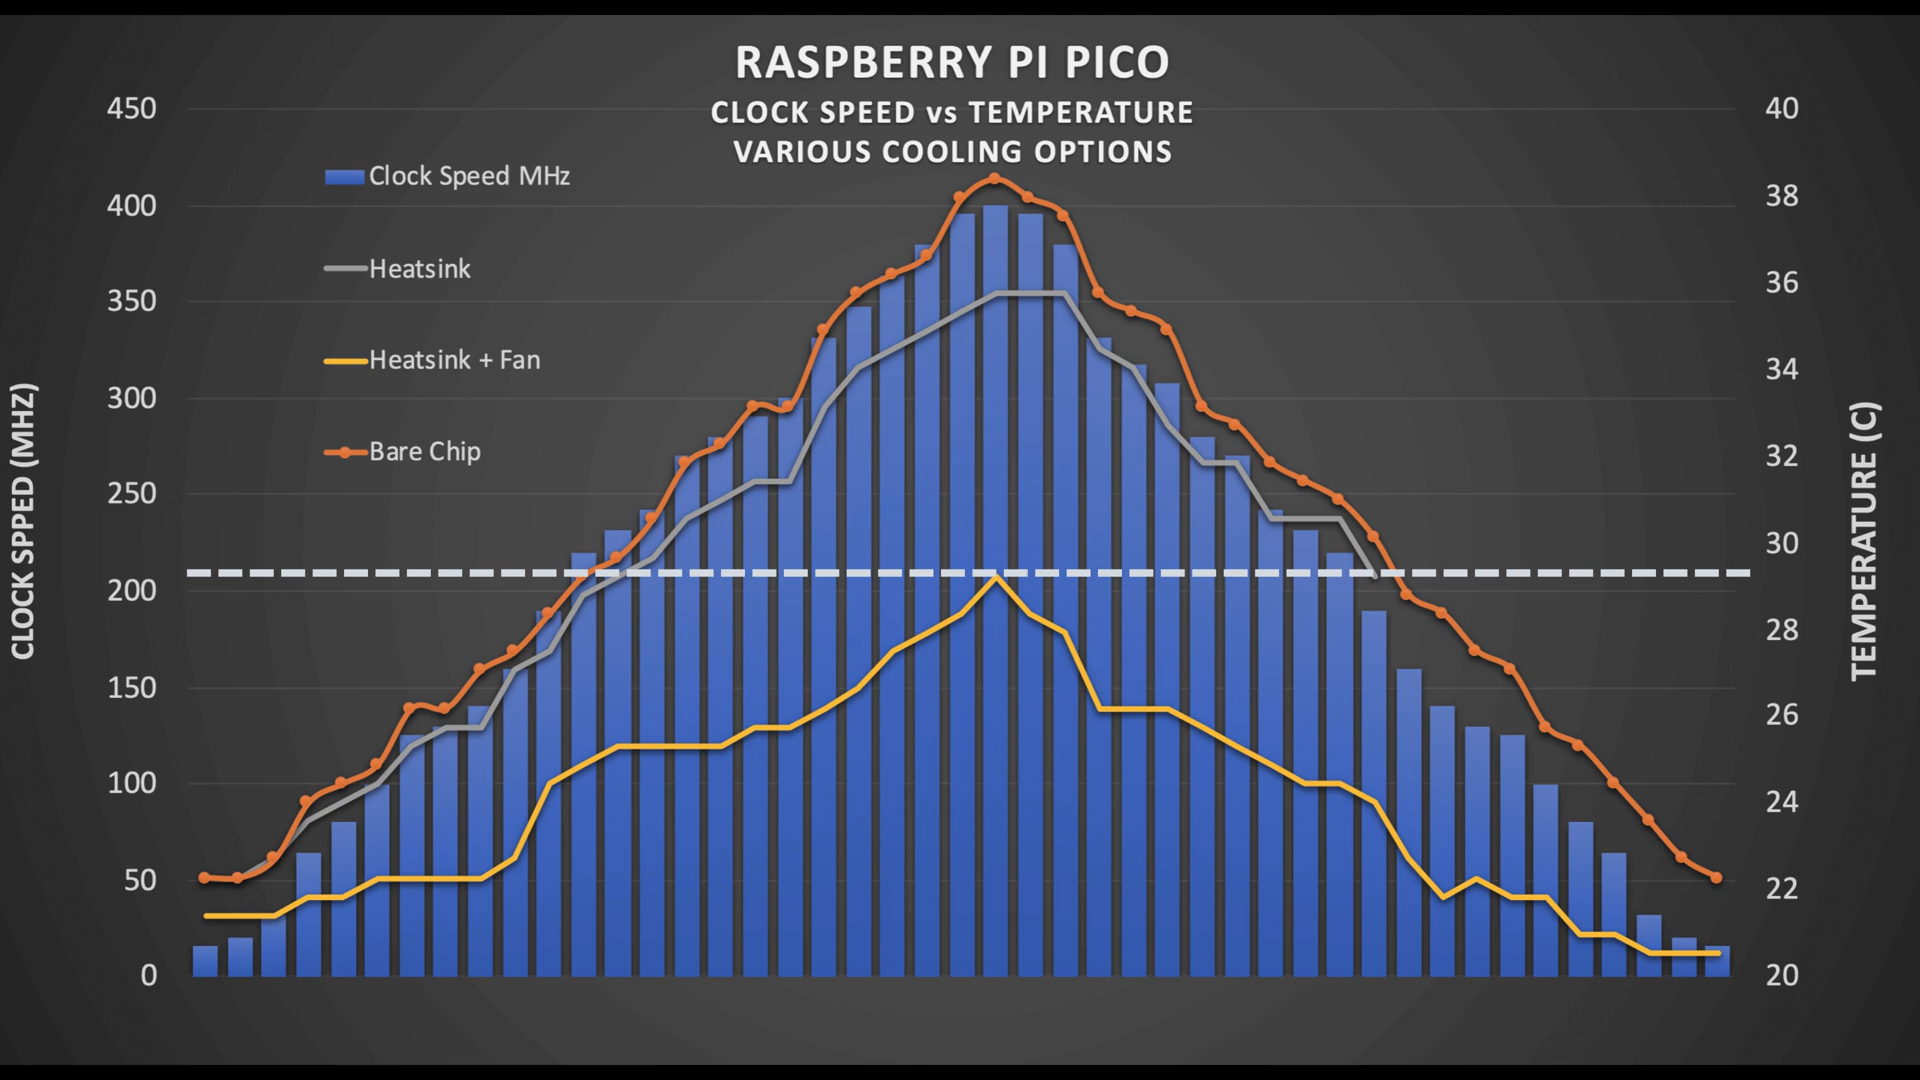 RASPBERRY PI PICO
CLOCK SPEED vs TEMPERATURE
VARIOUS COOLING OPTIONS
Clock Speed MHz
Heatsink
Heatsink + Fan
Bare Chip
CLOCK SPPED (MHZ)
450
400
350
300
250
200
150
100
50
0
40
38
36
34
32
30
28
26
24
22
20
TEMPERATURE (C)